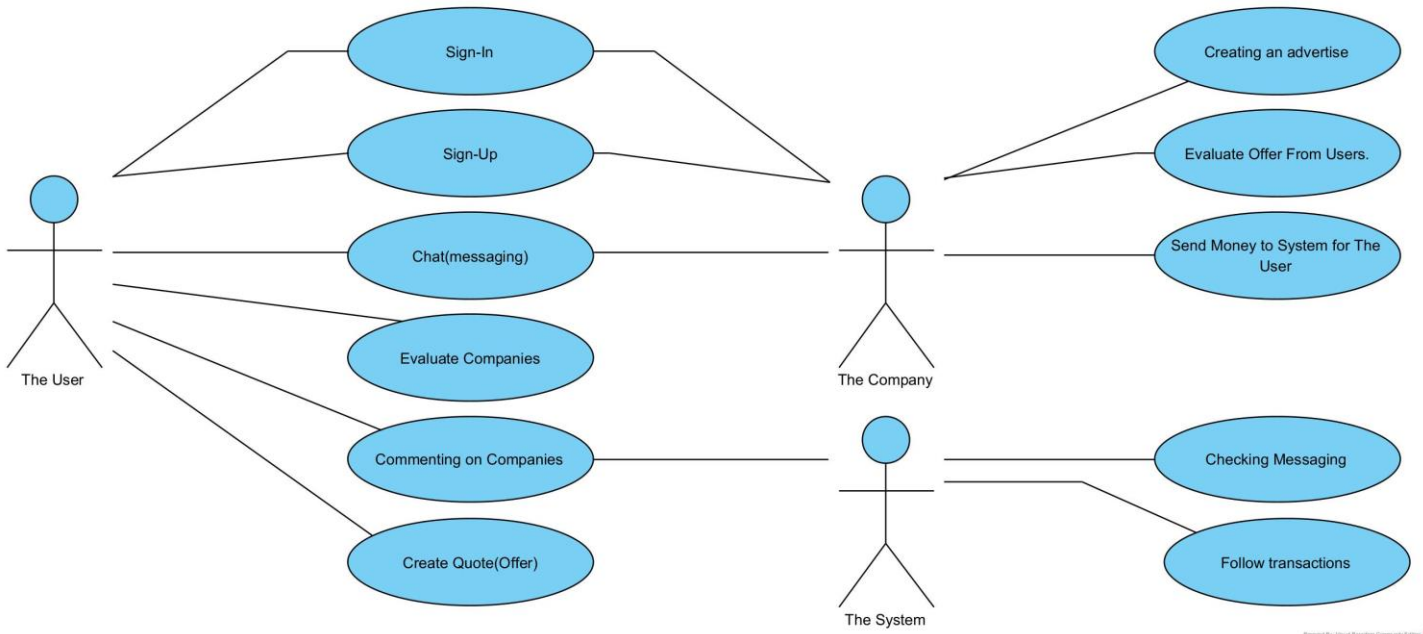 Sign-In
Creating an advertise
Sign-Up
Evaluate Offer From Users.
Chat(messaging)
Send Money to System for The
User
Evaluate Companies
The User
The Company
Commenting on Companies
Checking Messaging
Create Quote(Offer)
Follow transactions
The System